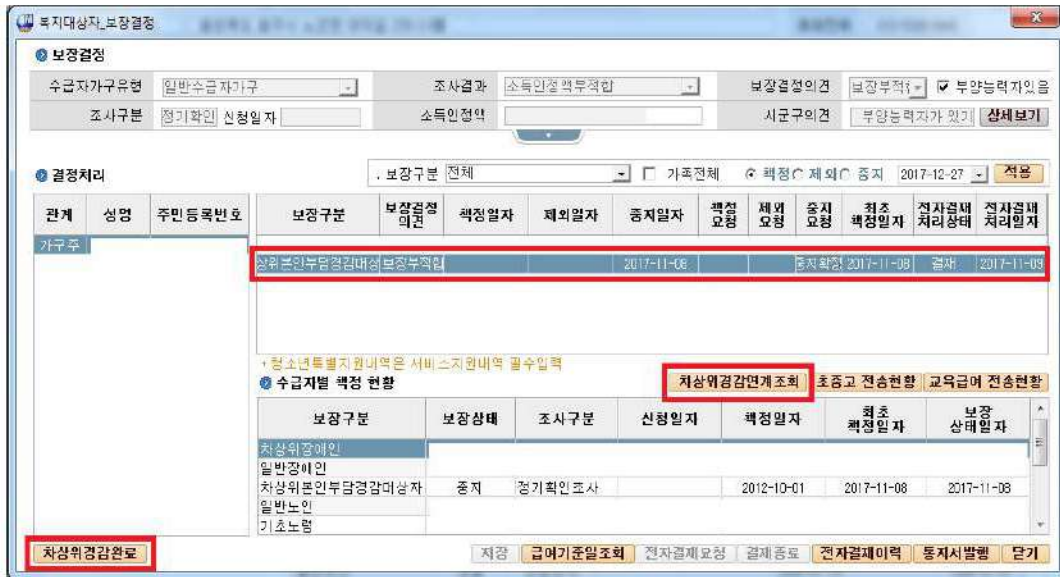 복지대상자_보장결정
보장결정
수급자가구유형 일반수급자가구 조사결과 소득인정액부적합 보장결정의견 보장부적 부양능력자있음
조사구분 정기확인 신청일자 소득인정액 시군구의견 부양능력자가 있기 상세보기
결정처리 . 보장구분 전체 가족전체 책정 제외 중지 2017-12-27 적용
관계 성명 주민등록번호 보장구분 보장결정의견 책정일자 제외일자 중지일자 책정요청 제외요청 중지요청 최초책정일자 전자결재처리상태 전자결재처리일자
가구주
상위본인부담경감대상 보장부적합 2017-11-08 중지확정 2017-11-08 결재 2017-11-09
* 청소년특별지원내역은 서비스지원내역 필수입력
수급자별 책정 현황 차상위경감연계조회 초중고 전송현황 교육급여 전송현황
보장구분 보장상태 조사구분 신청일자 책정일자 최초책정일자 보장상태일자
차상위장애인
일반장애인
차상위본인부담경감대상자 중지 정기확인조사 2012-10-01 2017-11-08 2017-11-08
일반노인
기초노령
차상위경감완료 저장 급여기준일조회 전자결재요청 결재종료 전자결재이력 통지서발행 닫기